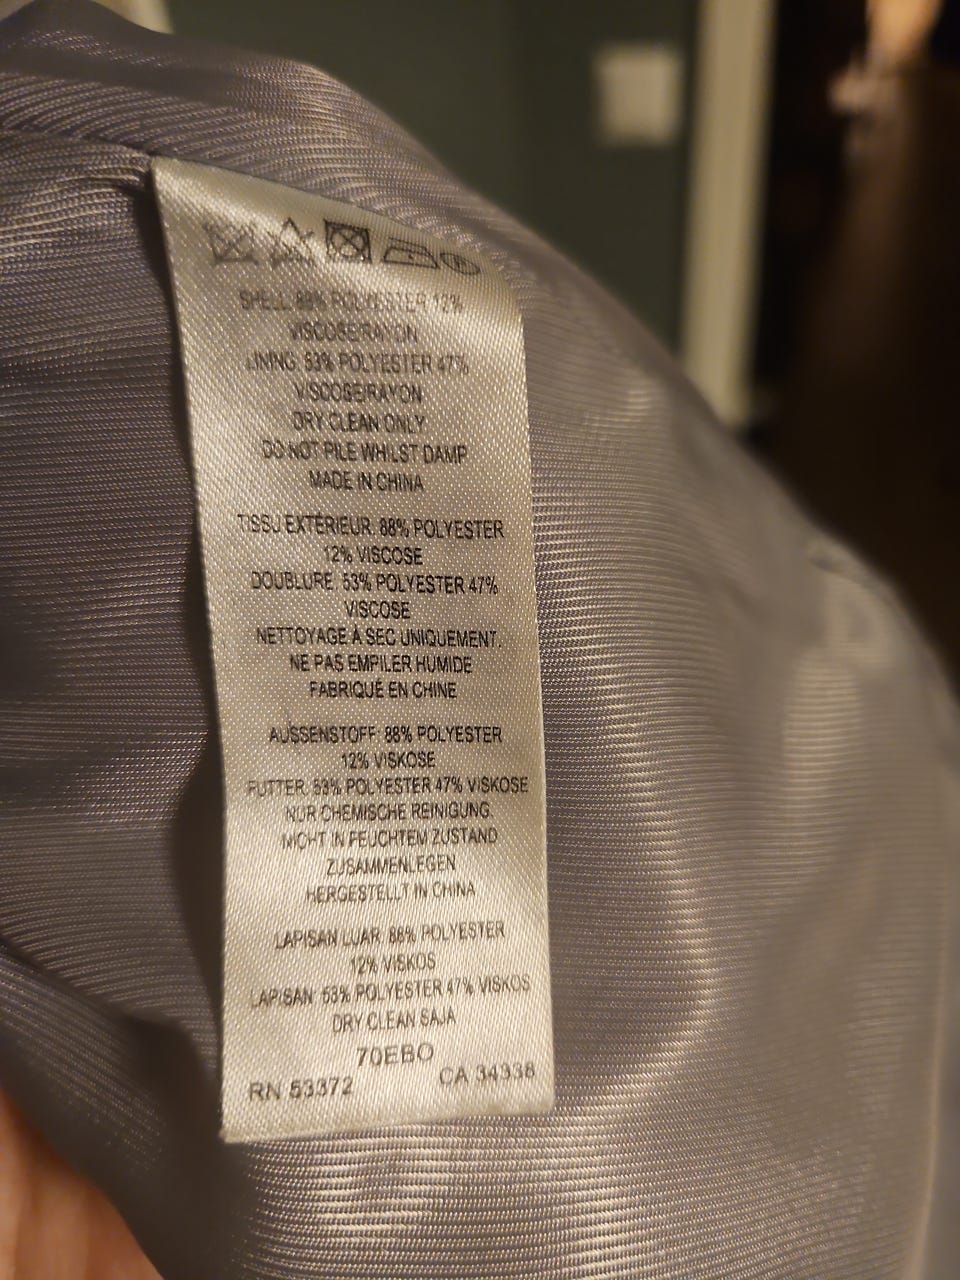 SHELL: 88% POLYESTER 12%
VISCOSE/RAYON
LINING: 53% POLYESTER 47%
VISCOSE/RAYON
DRY CLEAN ONLY
DO NOT PILE WHILST DAMP
MADE IN CHINA
TISSU EXTÉRIEUR: 88% POLYESTER
12% VISCOSE
DOUBLURE: 53% POLYESTER 47%
VISCOSE
NETTOYAGE À SEC UNIQUEMENT.
NE PAS EMPILER HUMIDE
FABRIQUÉ EN CHINE
AUSSENSTOFF: 88% POLYESTER
12% VISKOSE
FUTTER: 53% POLYESTER 47% VISKOSE
NUR CHEMISCHE REINIGUNG.
NICHT IN FEUCHTEM ZUSTAND
ZUSAMMENLEGEN
HERGESTELLT IN CHINA
LAPISAN LUAR: 88% POLYESTER
12% VISKOS
LAPISAN: 53% POLYESTER 47% VISKOS
DRY CLEAN SAJA
70EBO
RN 53372 CA 34338